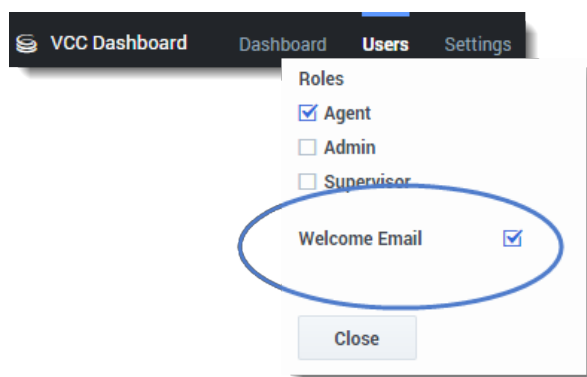 VCC Dashboard Dashboard Users Settings
Roles
Agent
Admin
Supervisor
Welcome Email
Close